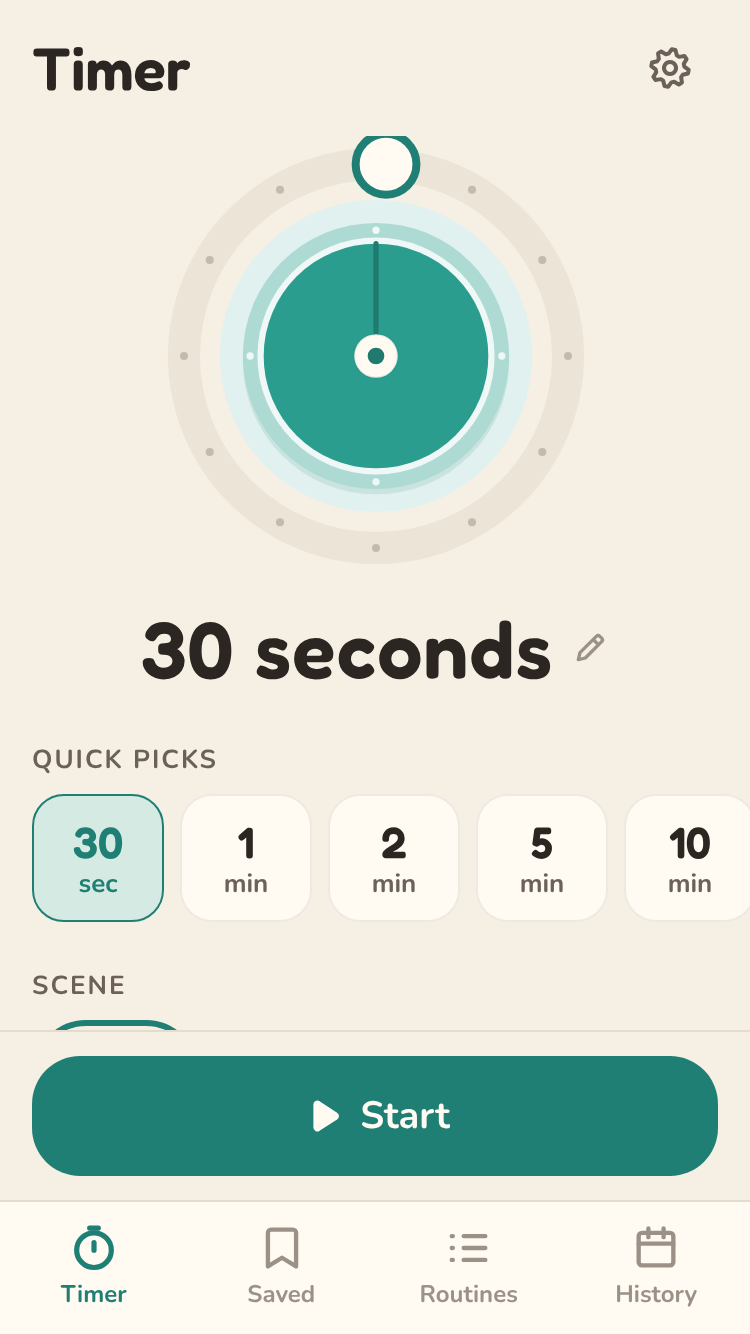 Timer
30 seconds
QUICK PICKS
30 sec
1 min
2 min
5 min
10 min
SCENE
Start
Timer
Saved
Routines
History